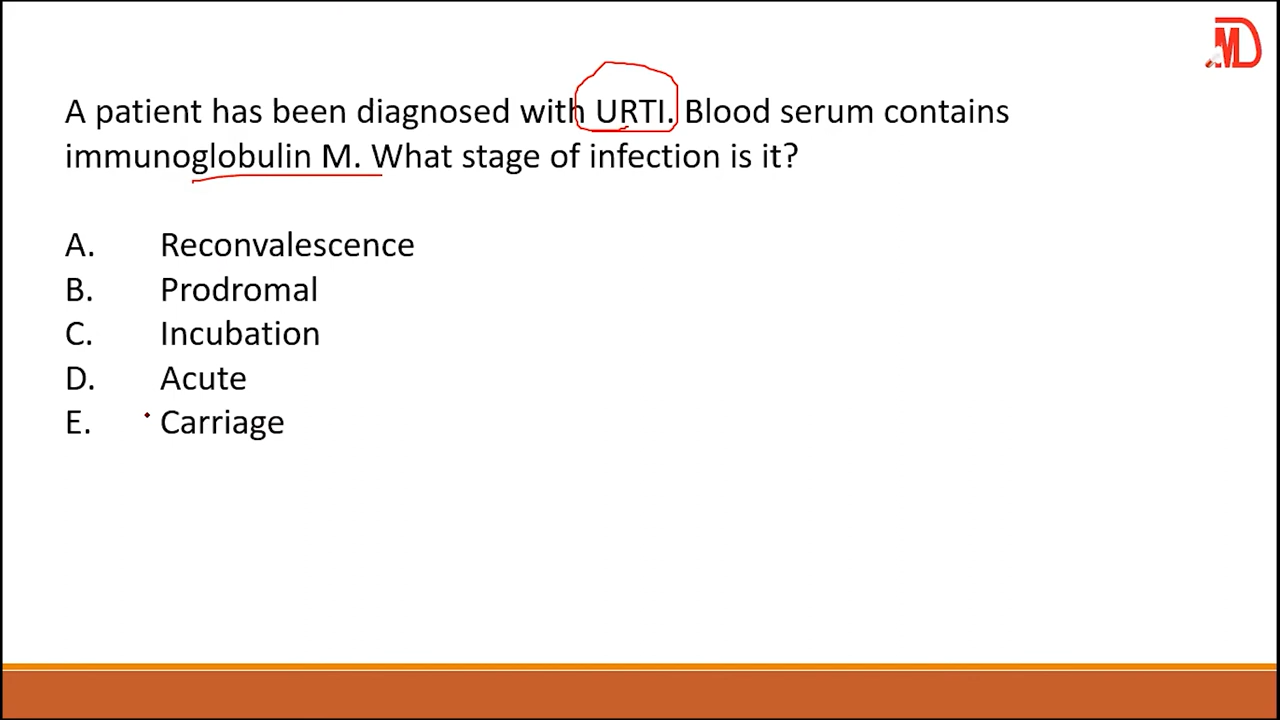 MD
A patient has been diagnosed with URTI. Blood serum contains
immunoglobulin M. What stage of infection is it?
A. Reconvalescence
B. Prodromal
C. Incubation
D. Acute
E. Carriage